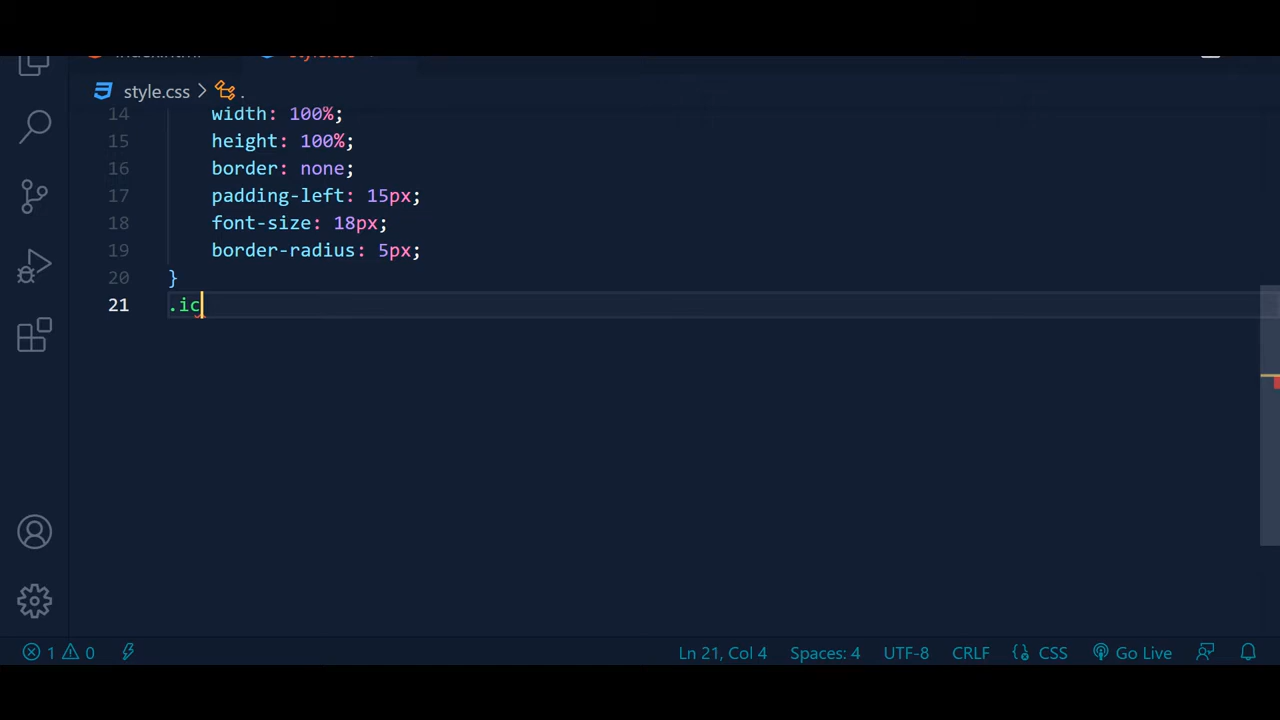 style.css > .
14 width: 100%;
15 height: 100%;
16 border: none;
17 padding-left: 15px;
18 font-size: 18px;
19 border-radius: 5px;
20 }
21 .ic
1 0 Ln 21, Col 4 Spaces: 4 UTF-8 CRLF CSS Go Live